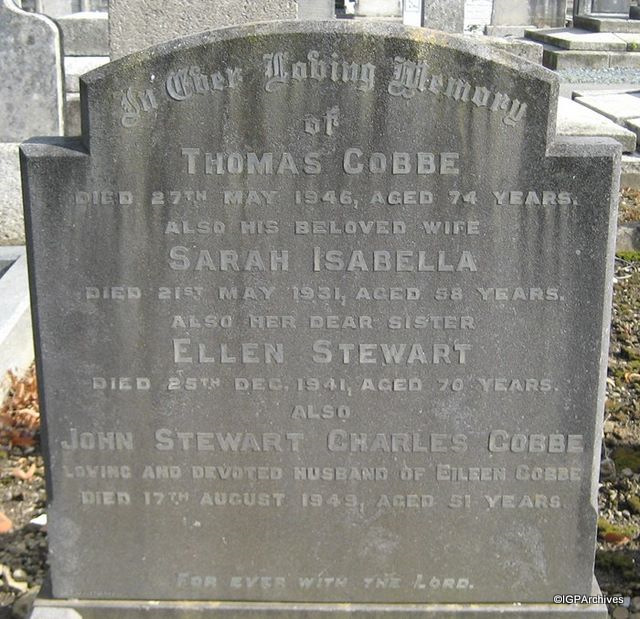 In Ever Loving Memory
of
THOMAS COBBE
DIED 27TH MAY 1946, AGED 74 YEARS.
ALSO HIS BELOVED WIFE
SARAH ISABELLA
DIED 21ST MAY 1931, AGED 58 YEARS.
ALSO HER DEAR SISTER
ELLEN STEWART
DIED 25TH DEC. 1941, AGED 70 YEARS.
ALSO
JOHN STEWART CHARLES COBBE
LOVING AND DEVOTED HUSBAND OF EILEEN COBBE
DIED 17TH AUGUST 1949, AGED 51 YEARS.
FOR EVER WITH THE LORD.
©IGPArchives